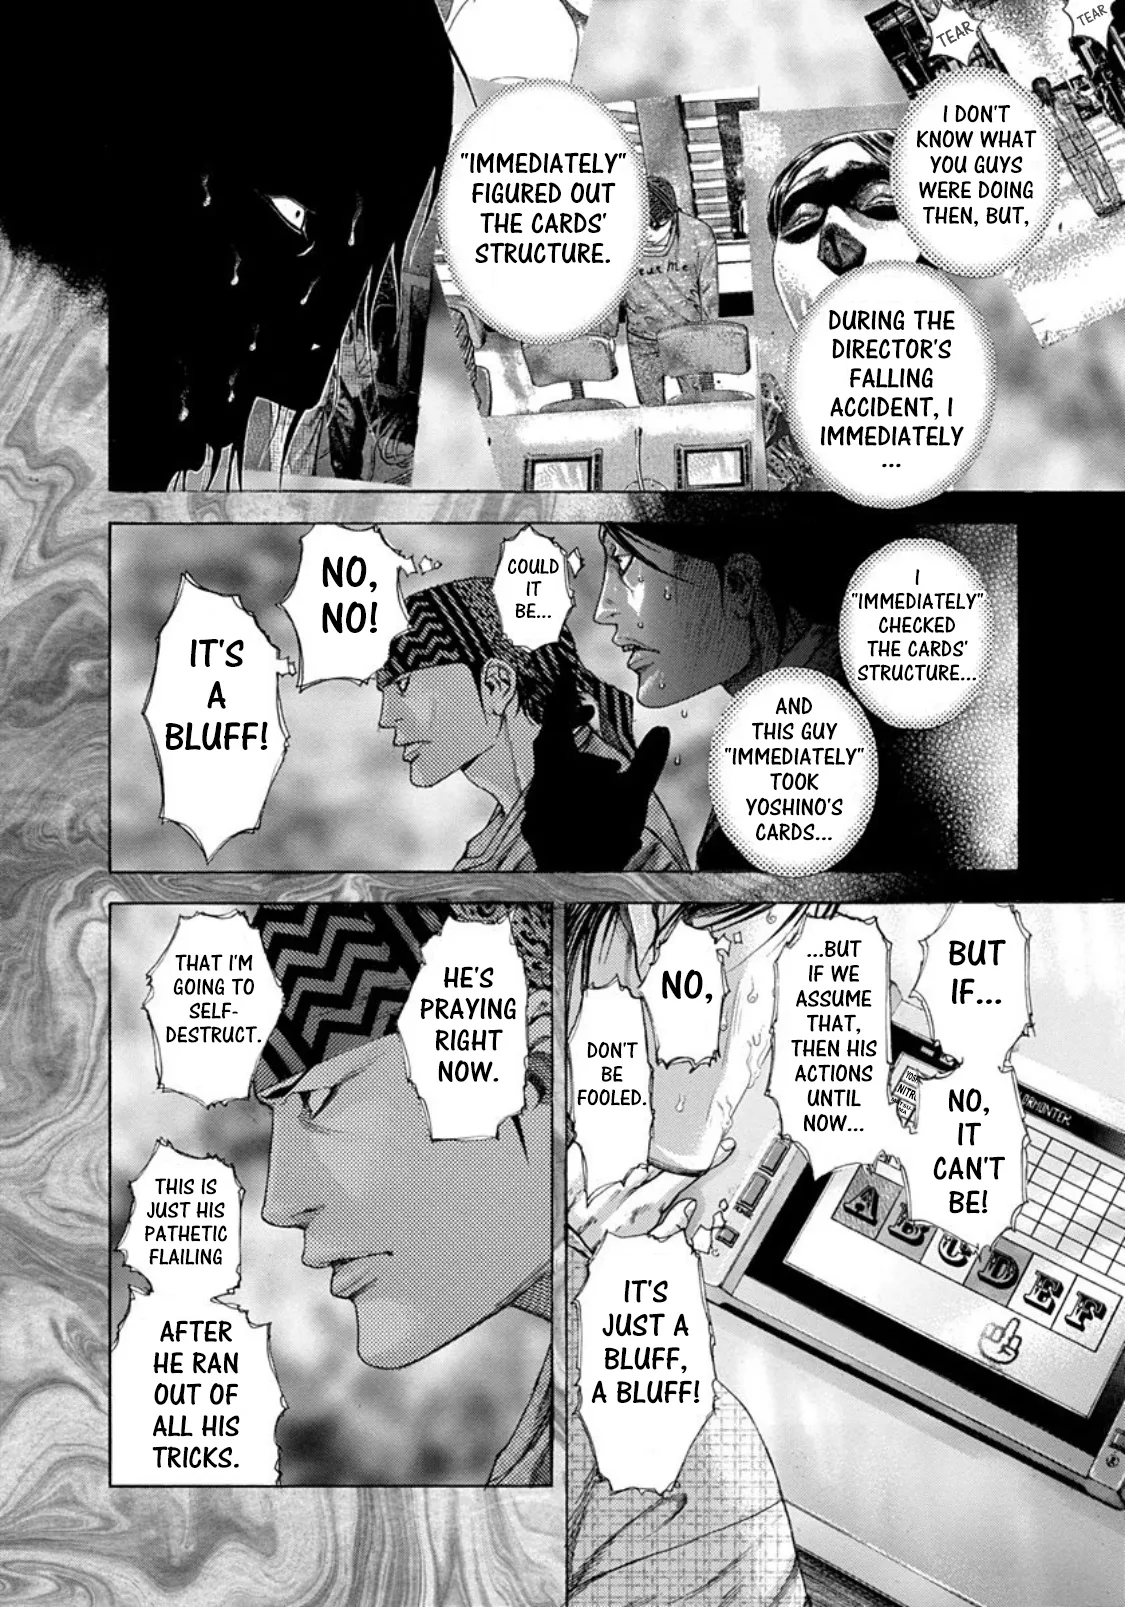 TEAR
TEAR
I DON'T
KNOW WHAT
YOU GUYS
WERE DOING
THEN, BUT,
DURING THE
DIRECTOR'S
FALLING
ACCIDENT, I
IMMEDIATELY
...
"IMMEDIATELY"
FIGURED OUT
THE CARDS'
STRUCTURE.
I
"IMMEDIATELY"
CHECKED
THE CARDS'
STRUCTURE...
AND
THIS GUY
"IMMEDIATELY"
TOOK
YOSHINO'S
CARDS...
COULD
IT
BE...
NO,
NO!
IT'S
A
BLUFF!
BUT
IF...
NO,
IT
CAN'T
BE!
...BUT
IF WE
ASSUME
THAT,
THEN HIS
ACTIONS
UNTIL
NOW...
NO,
DON'T
BE
FOOLED.
IT'S
JUST A
BLUFF,
A BLUFF!
A B C D E F
HE'S
PRAYING
RIGHT
NOW.
THAT I'M
GOING TO
SELF-
DESTRUCT.
THIS IS
JUST HIS
PATHETIC
FLAILING
AFTER
HE RAN
OUT OF
ALL HIS
TRICKS.